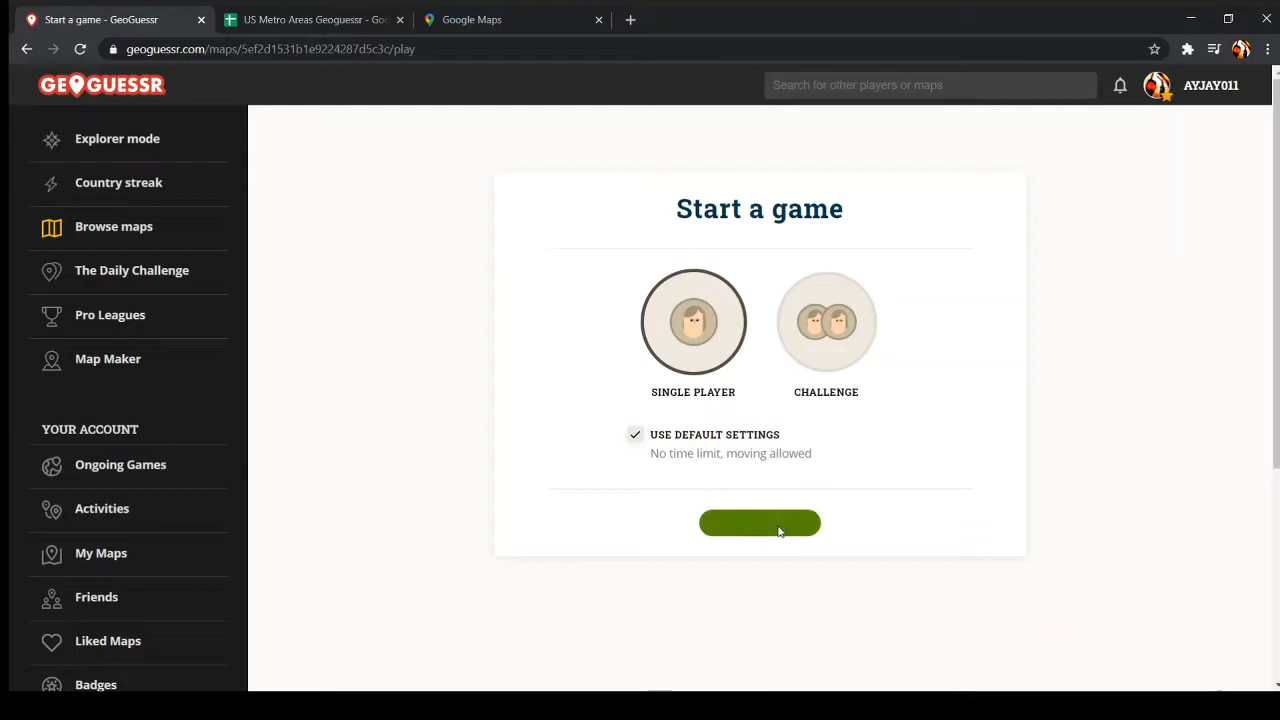 Start a game - GeoGuessr
US Metro Areas Geoguessr - Goo
Google Maps
geoguessr.com/maps/5ef2d1531b1e9224287d5c3c/play
GEOGUESSR
Search for other players or maps
AYJAY011
Explorer mode
Country streak
Browse maps
The Daily Challenge
Pro Leagues
Map Maker
YOUR ACCOUNT
Ongoing Games
Activities
My Maps
Friends
Liked Maps
Badges
Start a game
SINGLE PLAYER
CHALLENGE
USE DEFAULT SETTINGS
No time limit, moving allowed